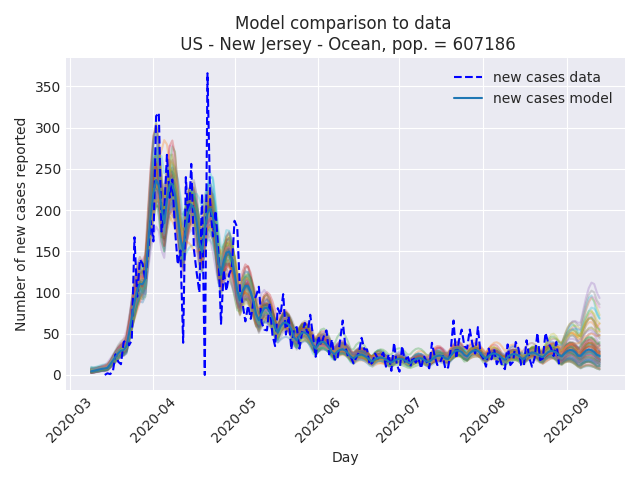 Model comparison to data
US - New Jersey - Ocean, pop. = 607186
new cases data
new cases model
Number of new cases reported
350
300
250
200
150
100
50
0
2020-03
2020-04
2020-05
2020-06
2020-07
2020-08
2020-09
Day